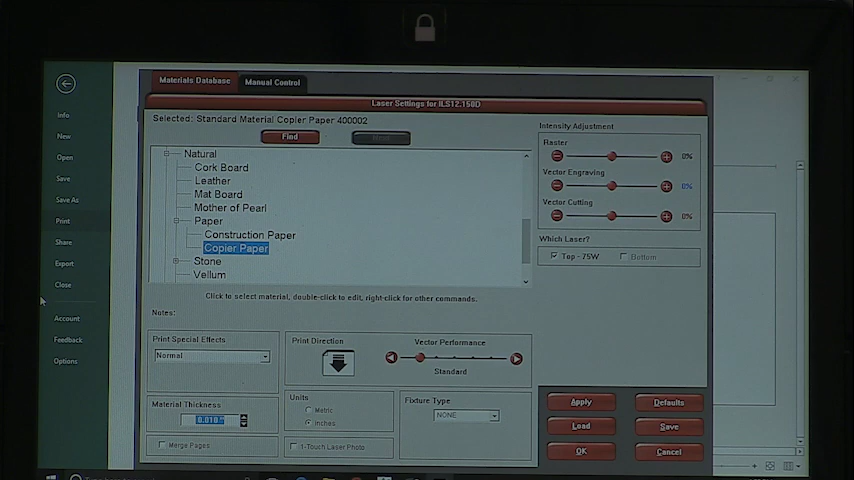 Materials Database
Manual Control
Laser Settings for ILS12,150D
Selected: Standard Material Copier Paper 400002
Find
Natural
Cork Board
Leather
Mat Board
Mother of Pearl
Paper
Construction Paper
Copier Paper
Stone
Vellum
Click to select material, double-click to edit, right-click for other commands.
Notes:
Intensity Adjustment
Raster
0%
Vector Engraving
0%
Vector Cutting
0%
Which Laser?
Top - 75W
Bottom
Print Special Effects
Normal
Print Direction
Vector Performance
Standard
Material Thickness
0.010"
Units
Metric
Inches
Fixture Type
NONE
Merge Pages
1-Touch Laser Photo
Apply
Defaults
Load
Save
OK
Cancel
Info
New
Open
Save
Save As
Print
Share
Export
Close
Account
Feedback
Options